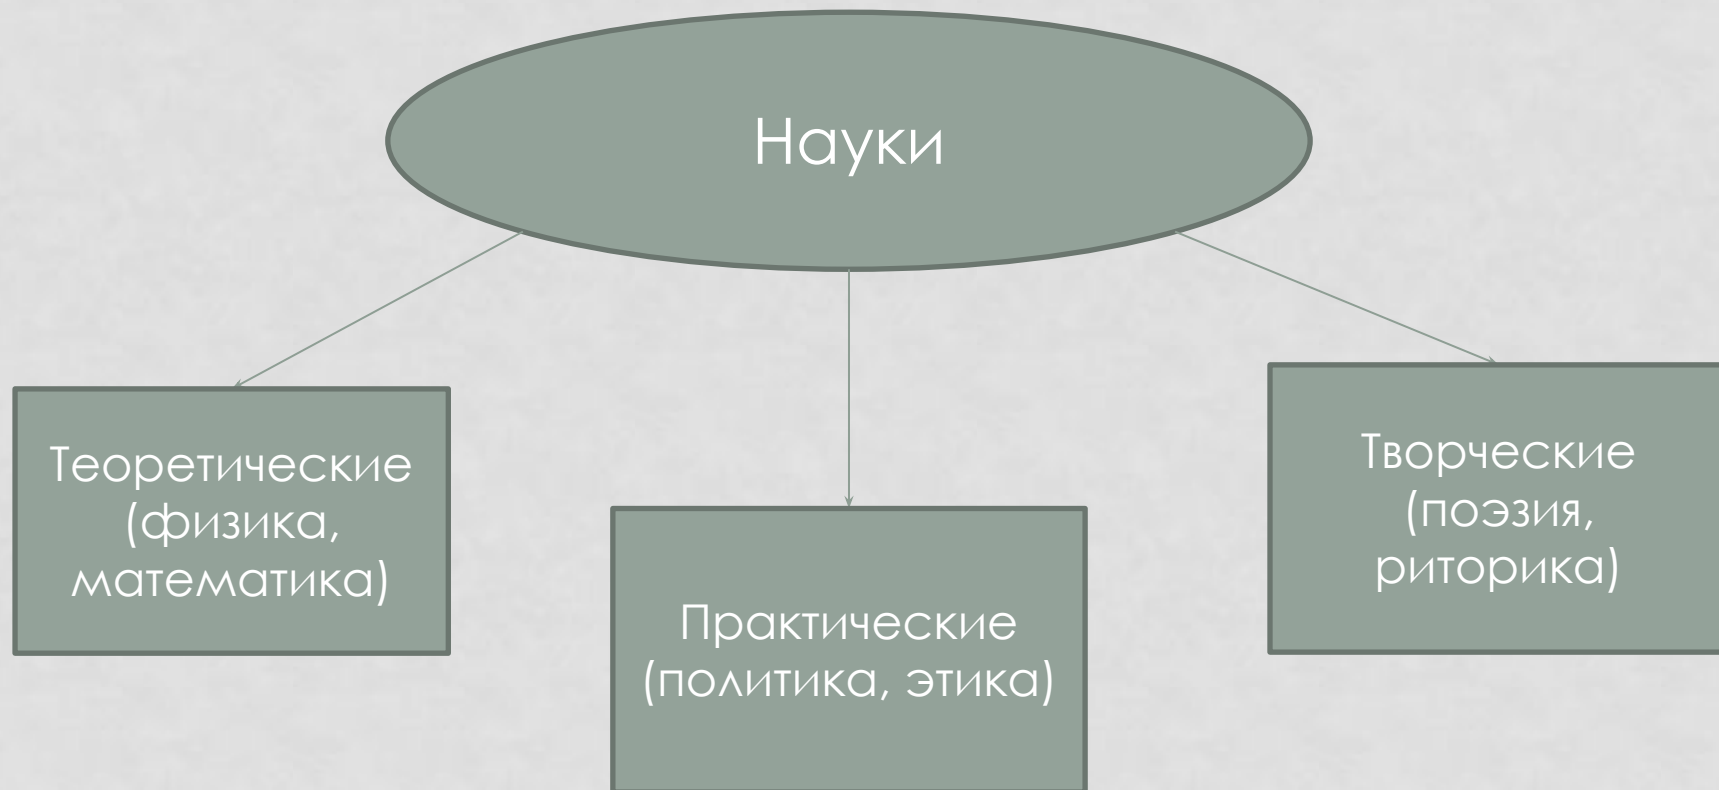 Науки
Теоретические
(физика,
математика)
Практические
(политика, этика)
Творческие
(поэзия,
риторика)